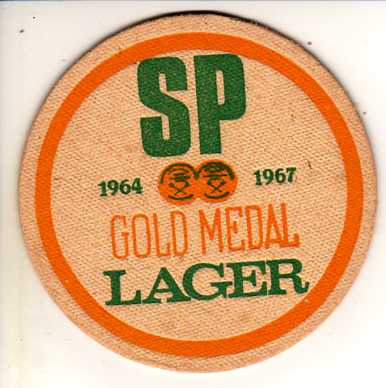 SP
1964 1967
GOLD MEDAL
LAGER